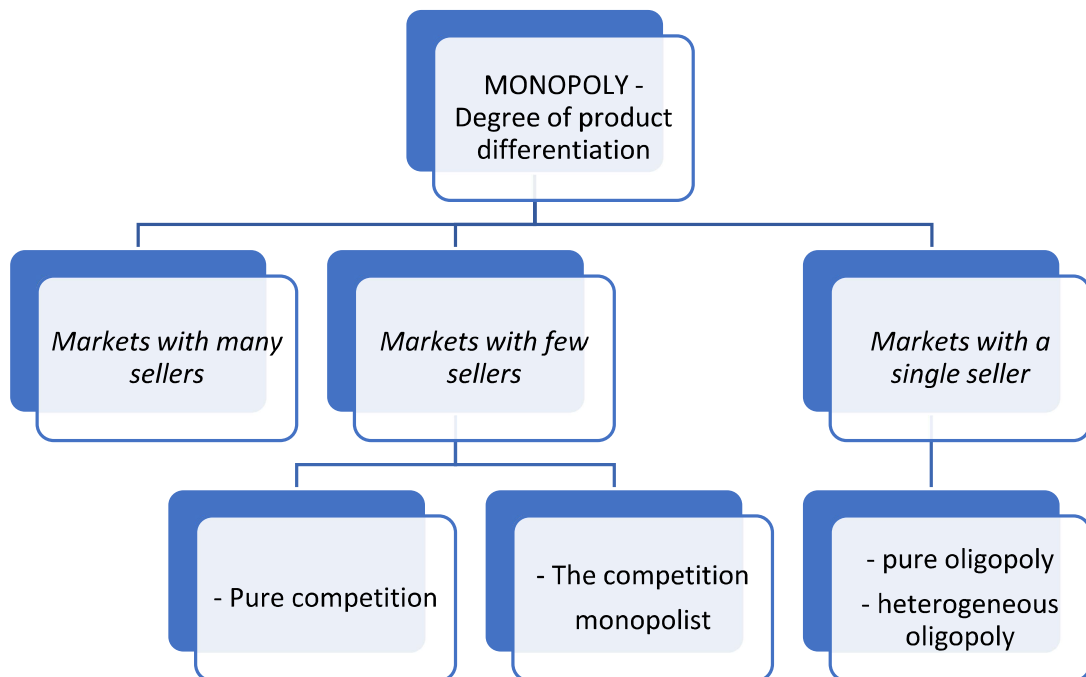 MONOPOLY -
Degree of product
differentiation
Markets with many
sellers
Markets with few
sellers
Markets with a
single seller
- Pure competition
- The competition
monopolist
- pure oligopoly
- heterogeneous
oligopoly